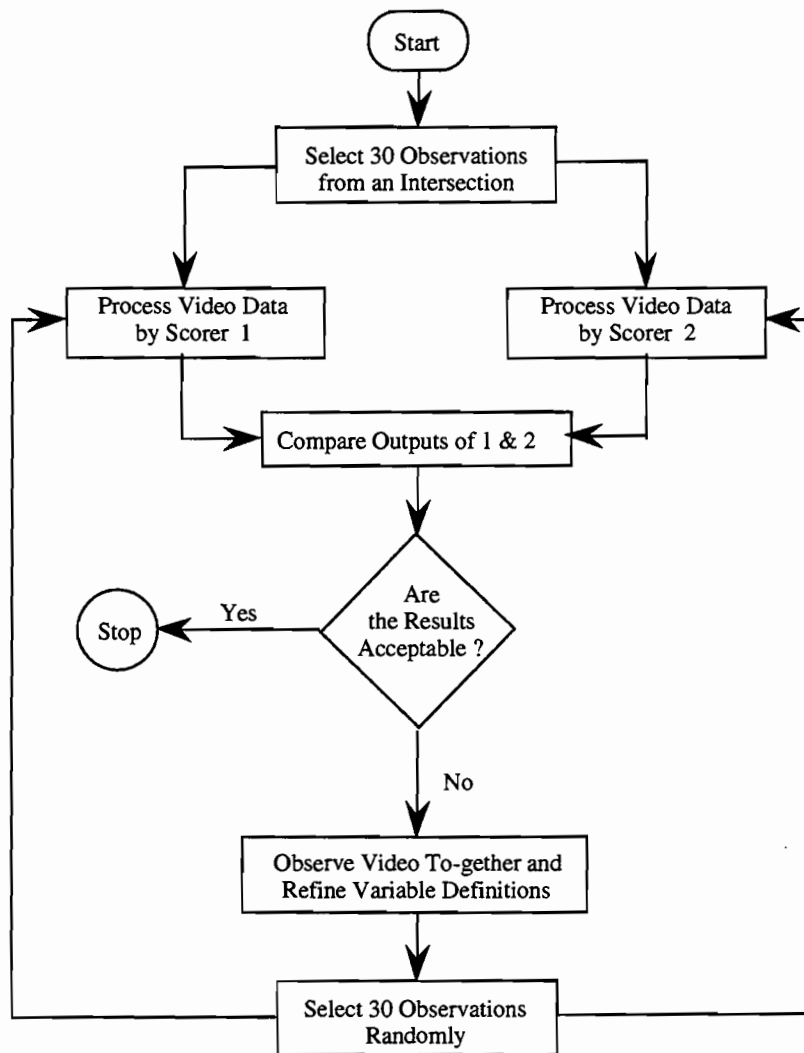 Start
Select 30 Observations
from an Intersection
Process Video Data
by Scorer 1
Process Video Data
by Scorer 2
Compare Outputs of 1 & 2
Are
the Results
Acceptable ?
Yes
Stop
No
Observe Video To-gether and
Refine Variable Definitions
Select 30 Observations
Randomly